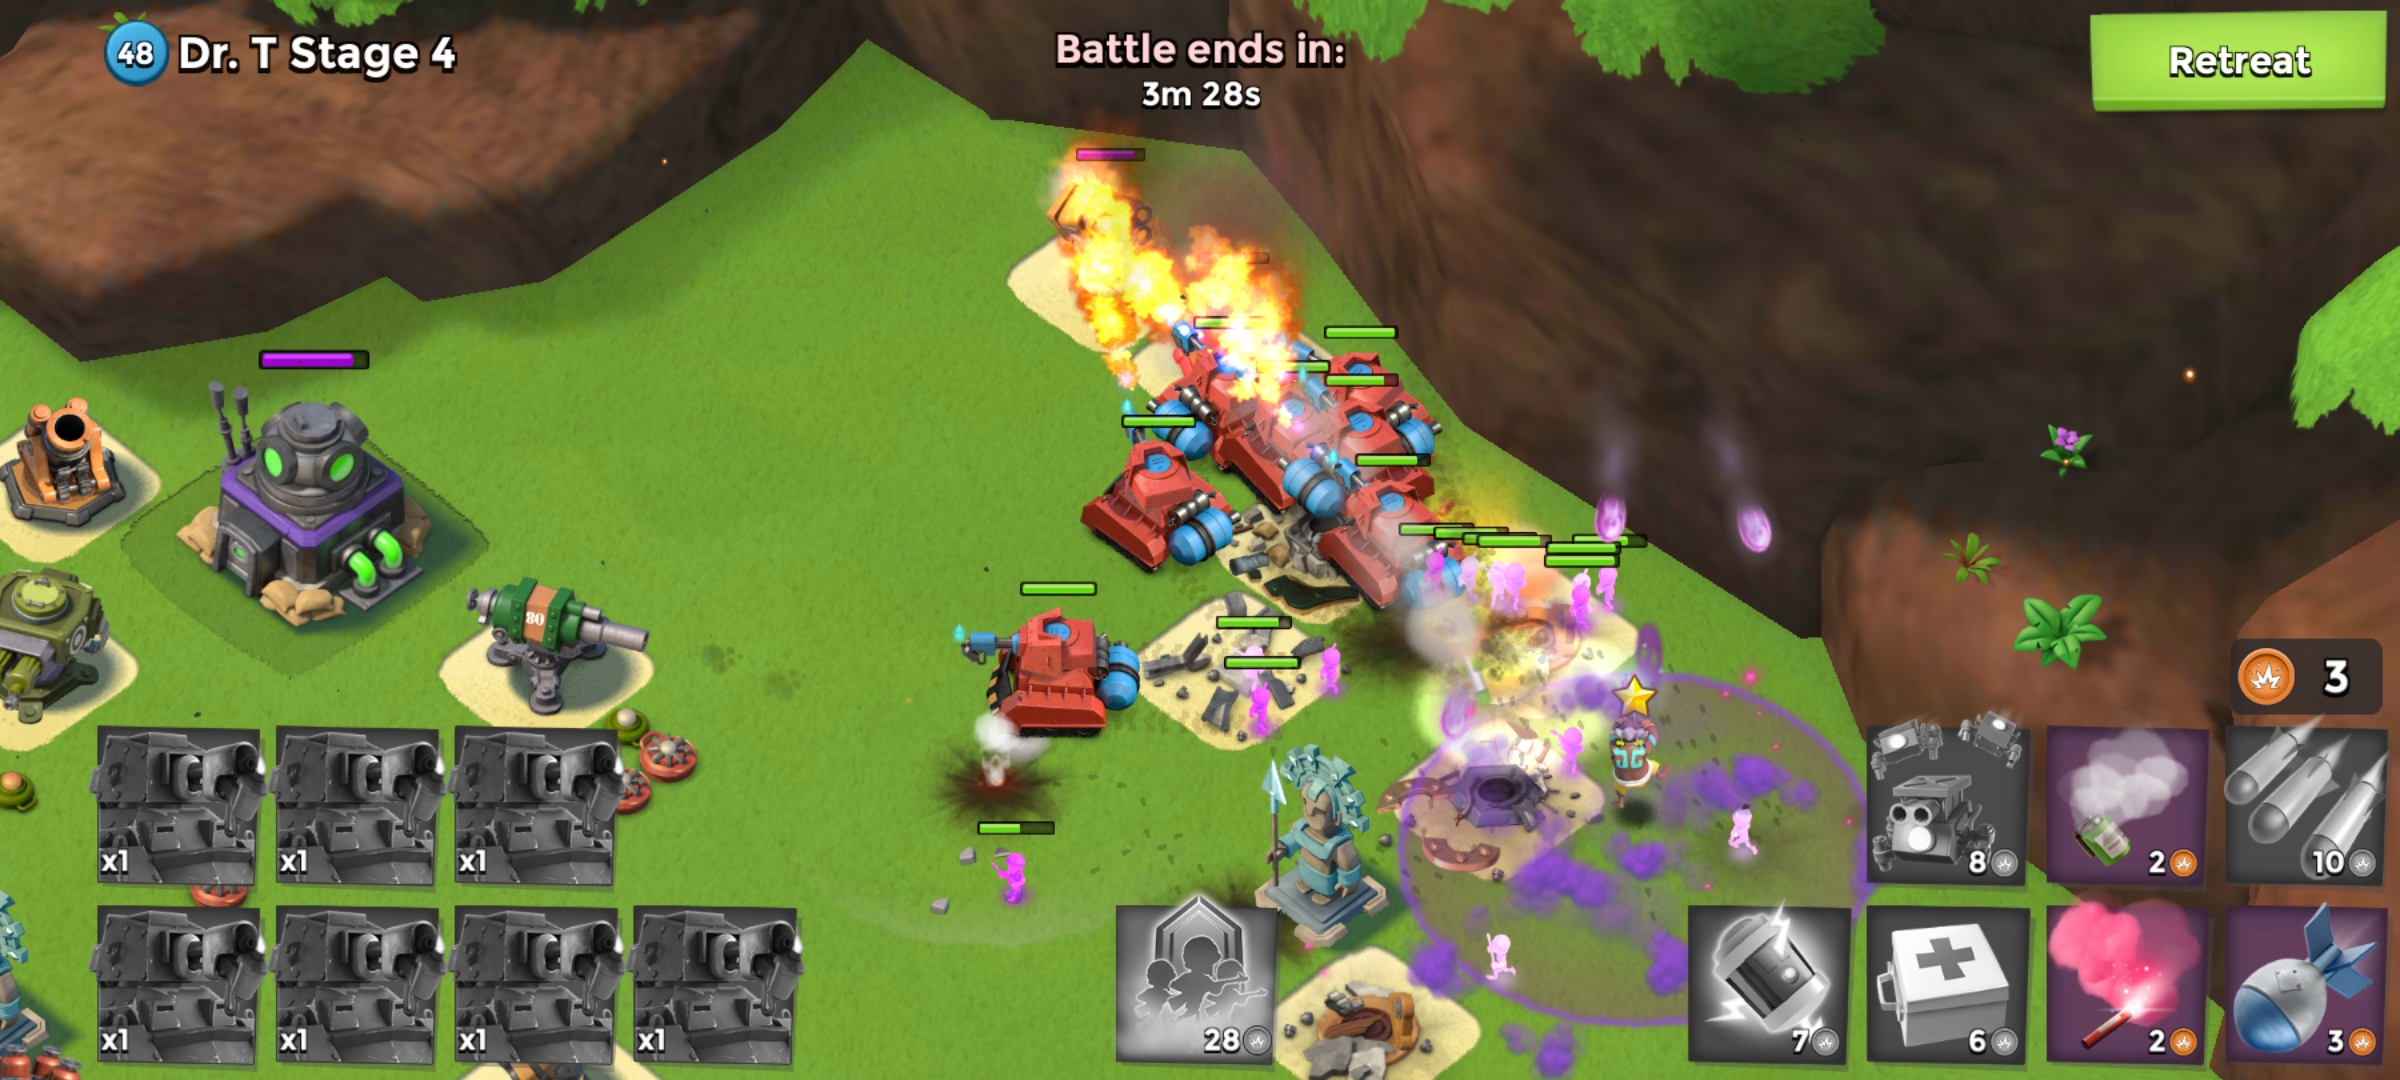 48 Dr. T Stage 4
Battle ends in:
3m 28s
Retreat
80
3
x1 x1 x1
8 2 10
x1 x1 x1 x1
28 7 6 2 3